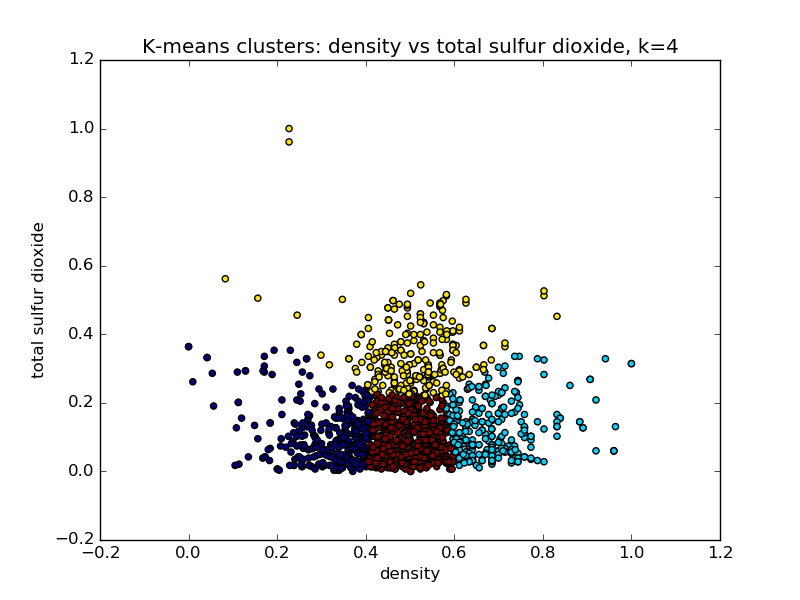 K-means clusters: density vs total sulfur dioxide, k=4
1.2
1.0
0.8
0.6
0.4
0.2
0.0
−0.2
total sulfur dioxide
−0.2 0.0 0.2 0.4 0.6 0.8 1.0 1.2
density